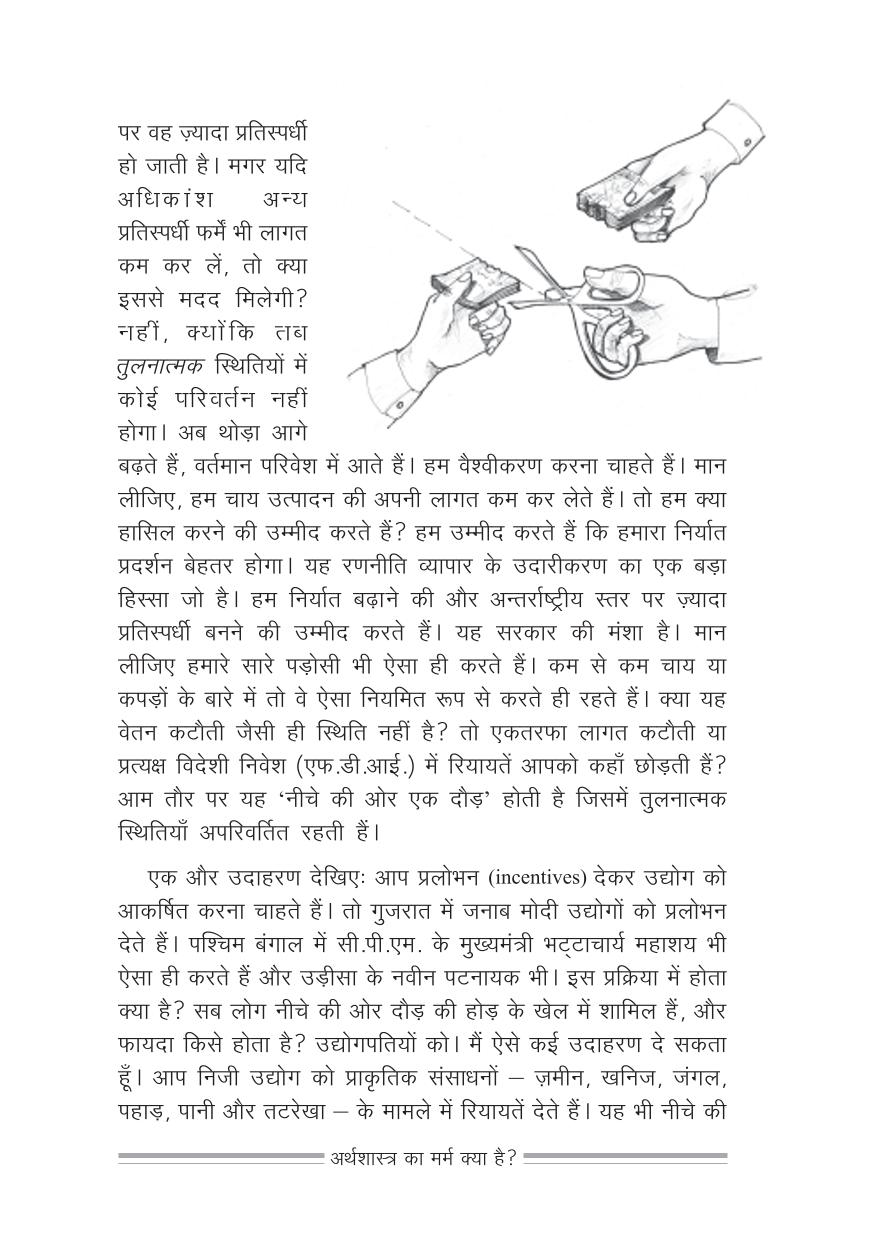 पर वह ज़्यादा प्रतिस्पर्धी
हो जाती है। मगर यदि
अधिकांश अन्य
प्रतिस्पर्धी फर्में भी लागत
कम कर लें, तो क्या
इससे मदद मिलेगी?
नहीं, क्योंकि तब
तुलनात्मक स्थितियों में
कोई परिवर्तन नहीं
होगा। अब थोड़ा आगे
बढ़ते हैं, वर्तमान परिवेश में आते हैं। हम वैश्वीकरण करना चाहते हैं। मान
लीजिए, हम चाय उत्पादन की अपनी लागत कम कर लेते हैं। तो हम क्या
हासिल करने की उम्मीद करते हैं? हम उम्मीद करते हैं कि हमारा निर्यात
प्रदर्शन बेहतर होगा। यह रणनीति व्यापार के उदारीकरण का एक बड़ा
हिस्सा जो है। हम निर्यात बढ़ाने की और अन्तर्राष्ट्रीय स्तर पर ज़्यादा
प्रतिस्पर्धी बनने की उम्मीद करते हैं। यह सरकार की मंशा है। मान
लीजिए हमारे सारे पड़ोसी भी ऐसा ही करते हैं। कम से कम चाय या
कपड़ों के बारे में तो वे ऐसा नियमित रूप से करते ही रहते हैं। क्या यह
वेतन कटौती जैसी ही स्थिति नहीं है? तो एकतरफा लागत कटौती या
प्रत्यक्ष विदेशी निवेश (एफ.डी.आई.) में रियायतें आपको कहाँ छोड़ती हैं?
आम तौर पर यह ‘नीचे की ओर एक दौड़’ होती है जिसमें तुलनात्मक
स्थितियाँ अपरिवर्तित रहती हैं।
एक और उदाहरण देखिए: आप प्रलोभन (incentives) देकर उद्योग को
आकर्षित करना चाहते हैं। तो गुजरात में जनाब मोदी उद्योगों को प्रलोभन
देते हैं। पश्चिम बंगाल में सी.पी.एम. के मुख्यमंत्री भट्टाचार्य महाशय भी
ऐसा ही करते हैं और उड़ीसा के नवीन पटनायक भी। इस प्रक्रिया में होता
क्या है? सब लोग नीचे की ओर दौड़ की होड़ के खेल में शामिल हैं, और
फायदा किसे होता है? उद्योगपतियों को। मैं ऐसे कई उदाहरण दे सकता
हूँ। आप निजी उद्योग को प्राकृतिक संसाधनों – ज़मीन, खनिज, जंगल,
पहाड़, पानी और तटरेखा – के मामले में रियायतें देते हैं। यह भी नीचे की
अर्थशास्त्र का मर्म क्या है?